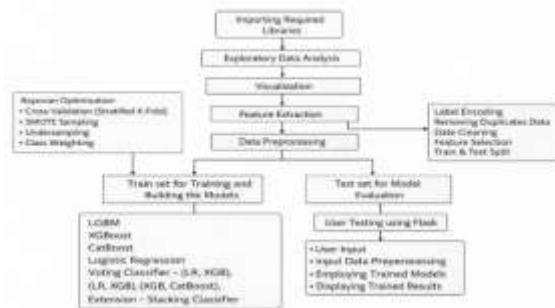 Importing Required
Libraries
Exploratory Data Analysis
Visualization
Feature Extraction
Data Preprocessing
Bayesian Optimization
• Cross-Validation (Stratified K-Fold)
• SMOTE Sampling
• Undersampling
• Class Weighting
Label Encoding
Removing Duplicates Data
Data Cleaning
Feature Selection
Train & Test Split
Train set for Training and
Building the Models
Test set for Model
Evaluation
User Testing using Flask
LGBM
XGBoost
CatBoost
Logistic Regression
Voting Classifier – (LR, XGB),
(LR, XGB), (XGB, CatBoost),
Extension – Stacking Classifier
• User Input
• Input Data Preperocessing
• Employing Trained Models
• Displaying Trained Results